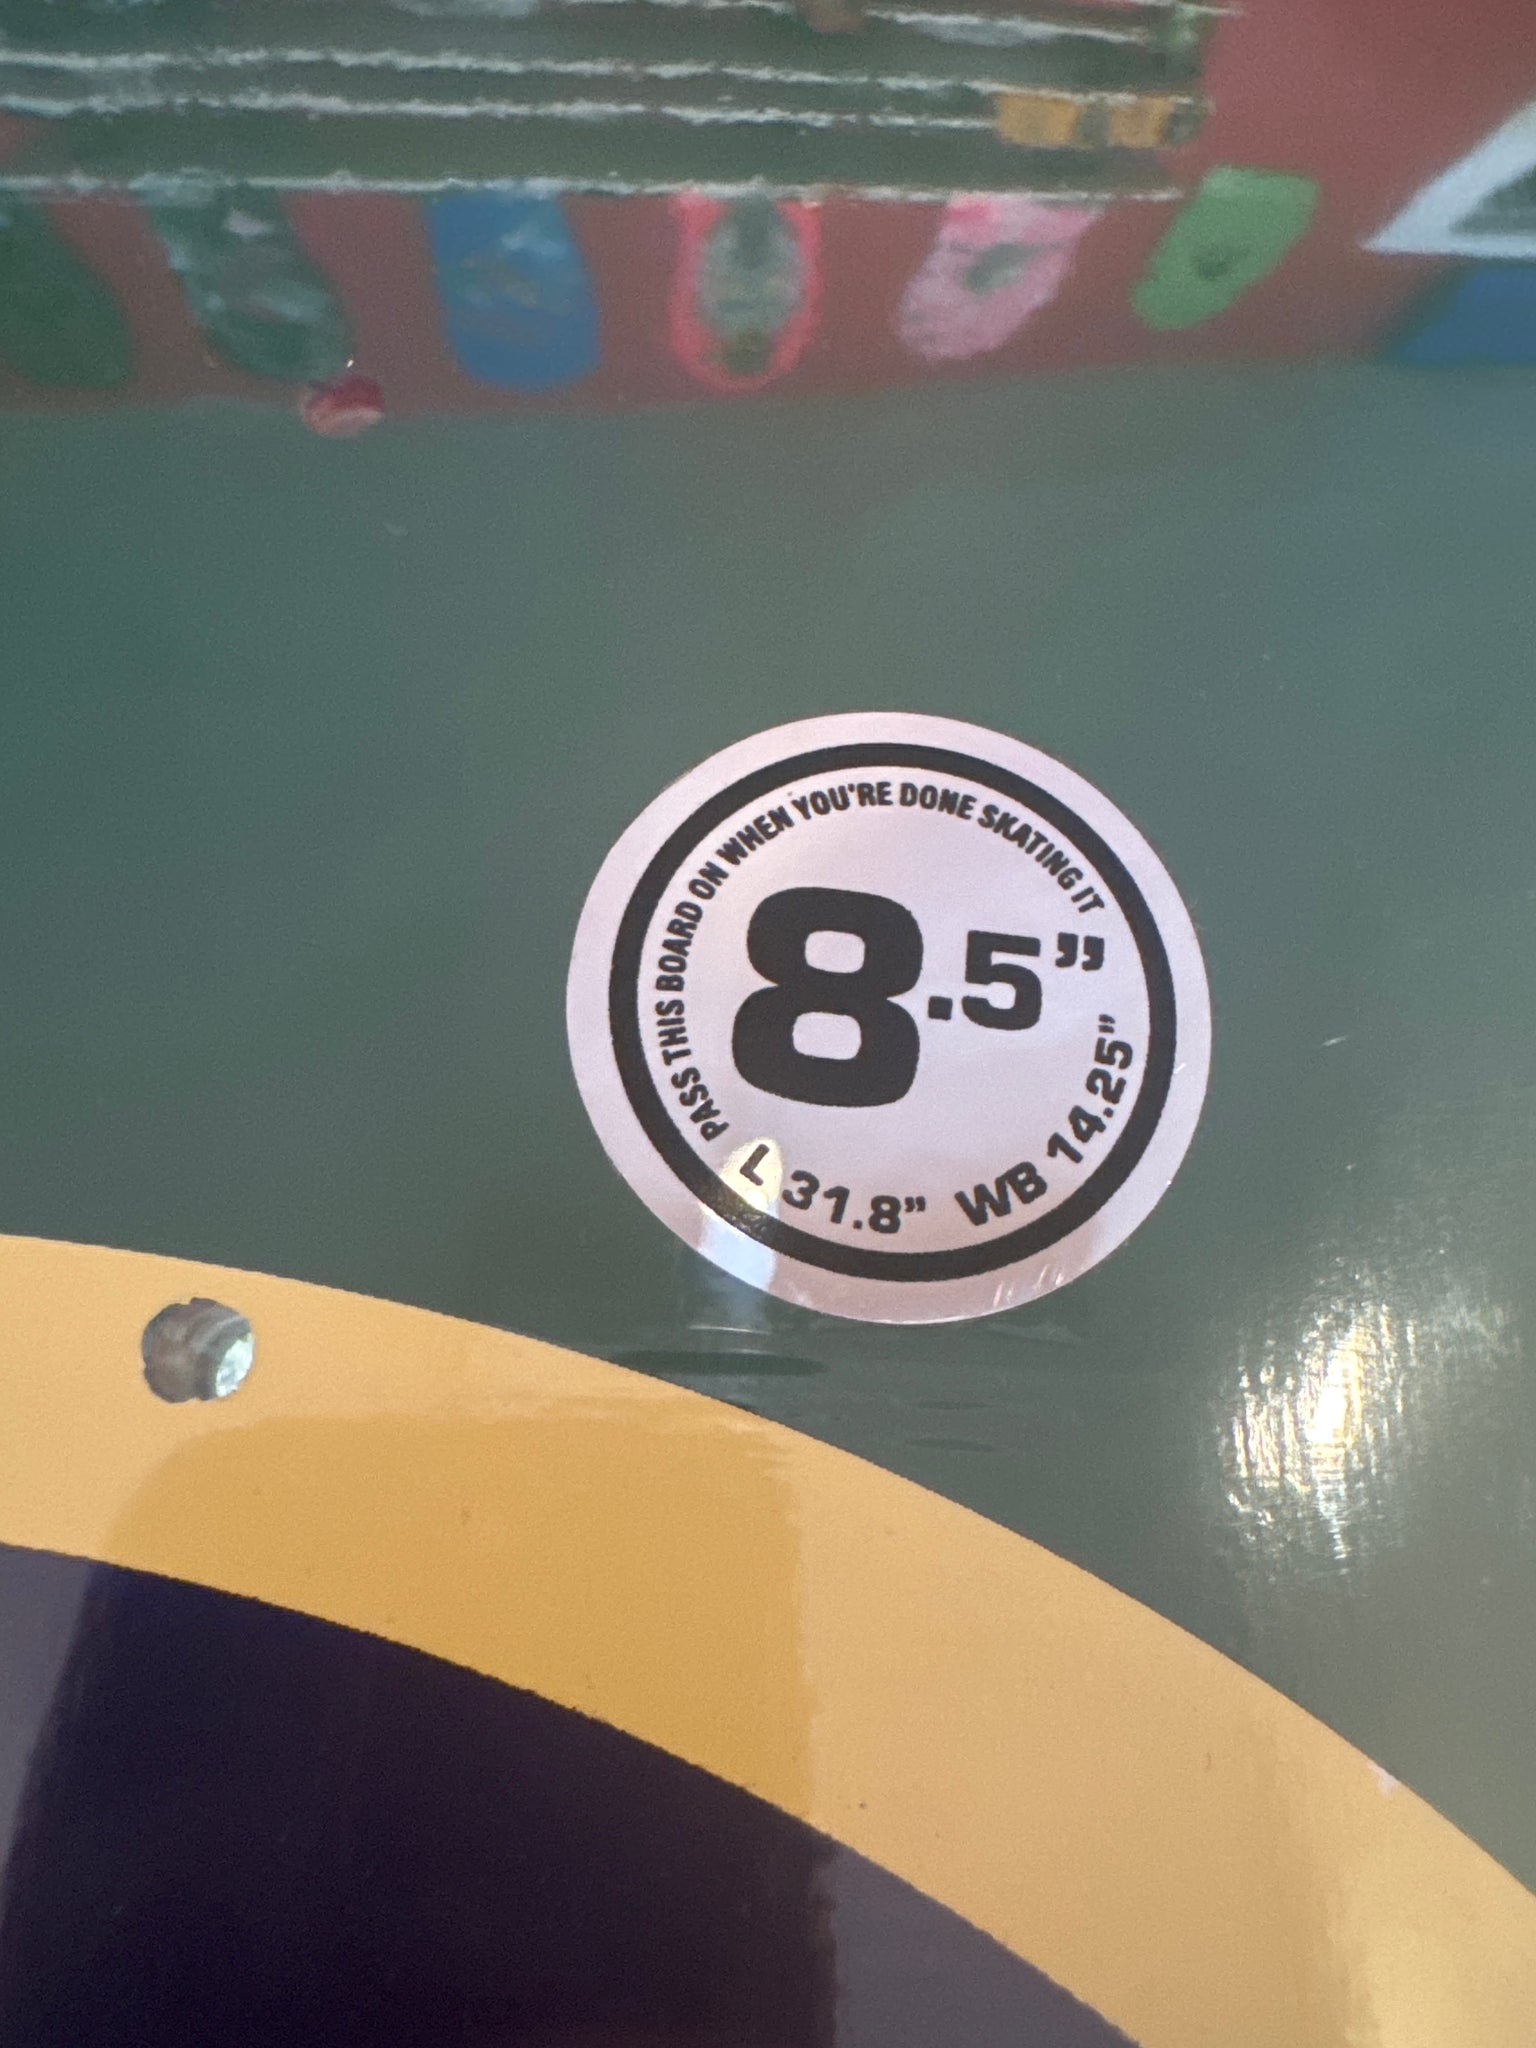 PASS THIS BOARD ON WHEN YOU'RE DONE SKATING IT
8.5”
L 31.8” WB 14.25”